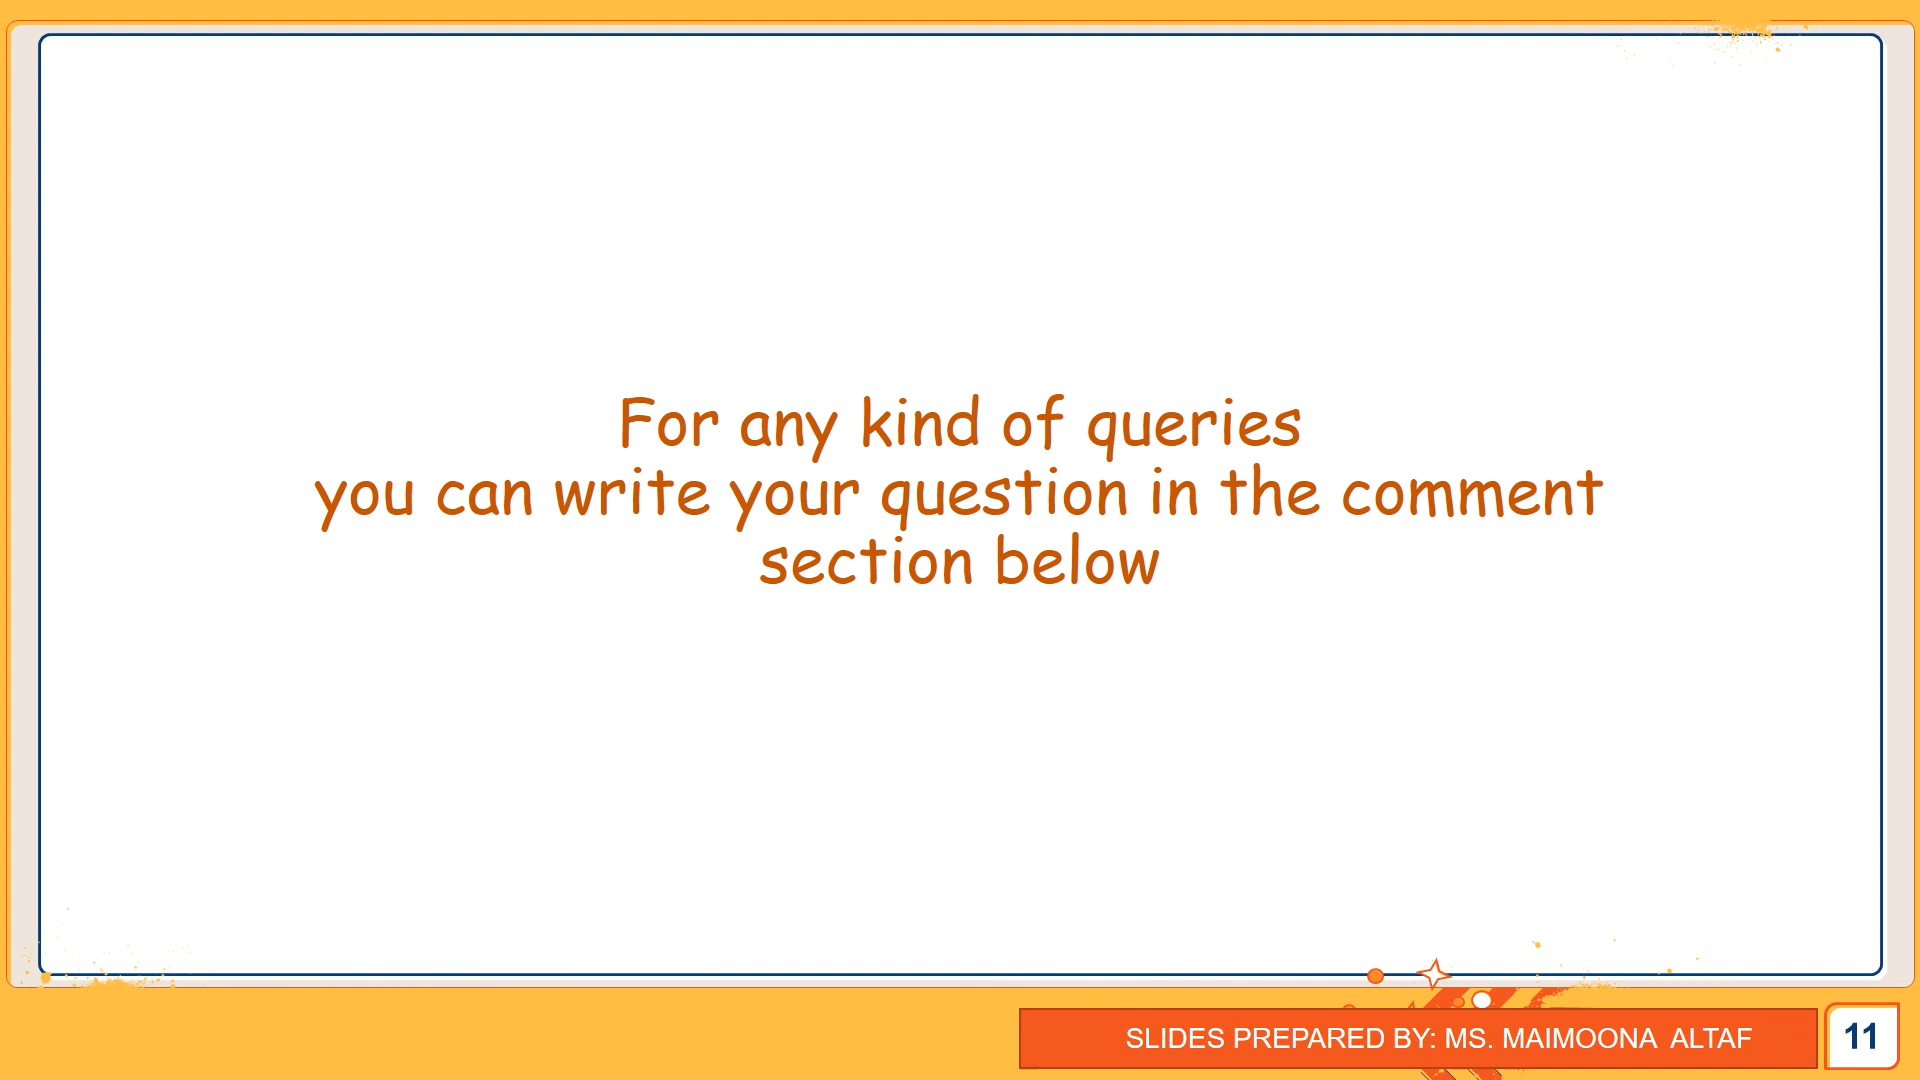 For any kind of queries
you can write your question in the comment
section below
SLIDES PREPARED BY: MS. MAIMOONA  ALTAF
11